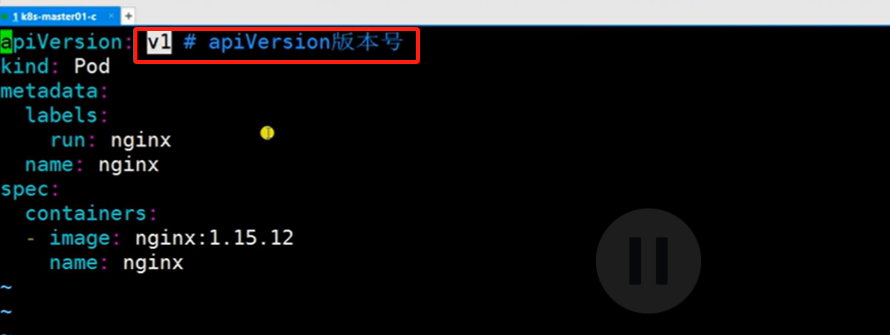 1 k8s-master01-c
apiVersion: v1 # apiVersion版本号
kind: Pod
metadata:
  labels:
    run: nginx
  name: nginx
spec:
  containers:
  - image: nginx:1.15.12
    name: nginx
~
~
~